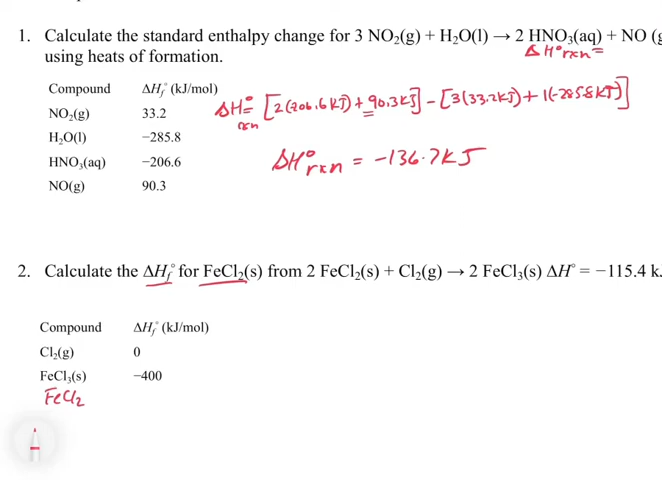 1. Calculate the standard enthalpy change for 3 NO₂(g) + H₂O(l) → 2 HNO₃(aq) + NO (g
using heats of formation.
ΔH°rxn =
Compound ΔHf° (kJ/mol)
NO₂(g) 33.2
H₂O(l) −285.8
HNO₃(aq) −206.6
NO(g) 90.3
ΔH°rxn = [2(-206.6 kJ) + 90.3 kJ] − [3(33.2 kJ) + 1(-285.8 kJ)]
ΔH°rxn = −136.7 kJ
2. Calculate the ΔHf° for FeCl₂(s) from 2 FeCl₂(s) + Cl₂(g) → 2 FeCl₃(s) ΔH° = −115.4 k
Compound ΔHf° (kJ/mol)
Cl₂(g) 0
FeCl₃(s) −400
FeCl₂